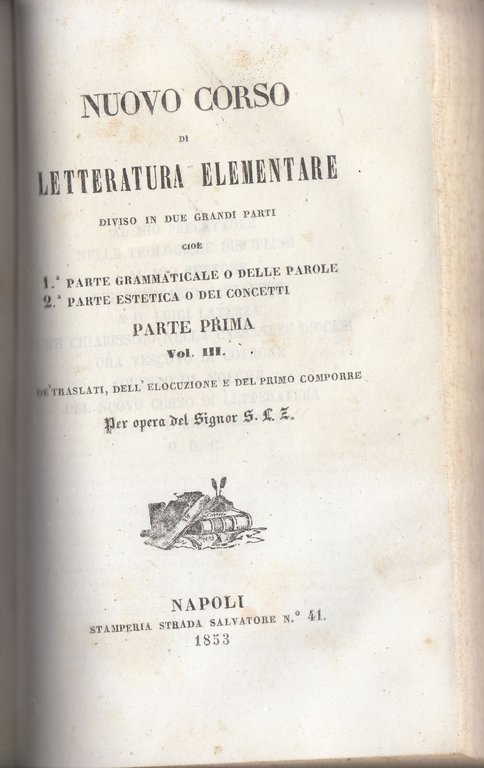 NUOVO CORSO
DI
LETTERATURA ELEMENTARE
DIVISO IN DUE GRANDI PARTI
CIOÈ
1.ª PARTE GRAMMATICALE O DELLE PAROLE
2.ª PARTE ESTETICA O DEI CONCETTI
PARTE PRIMA
Vol. III.
DE'TRASLATI, DELL'ELOCUZIONE E DEL PRIMO COMPORRE
Per opera del Signor S. L. Z.
NAPOLI
STAMPERIA STRADA SALVATORE N.º 41.
1853